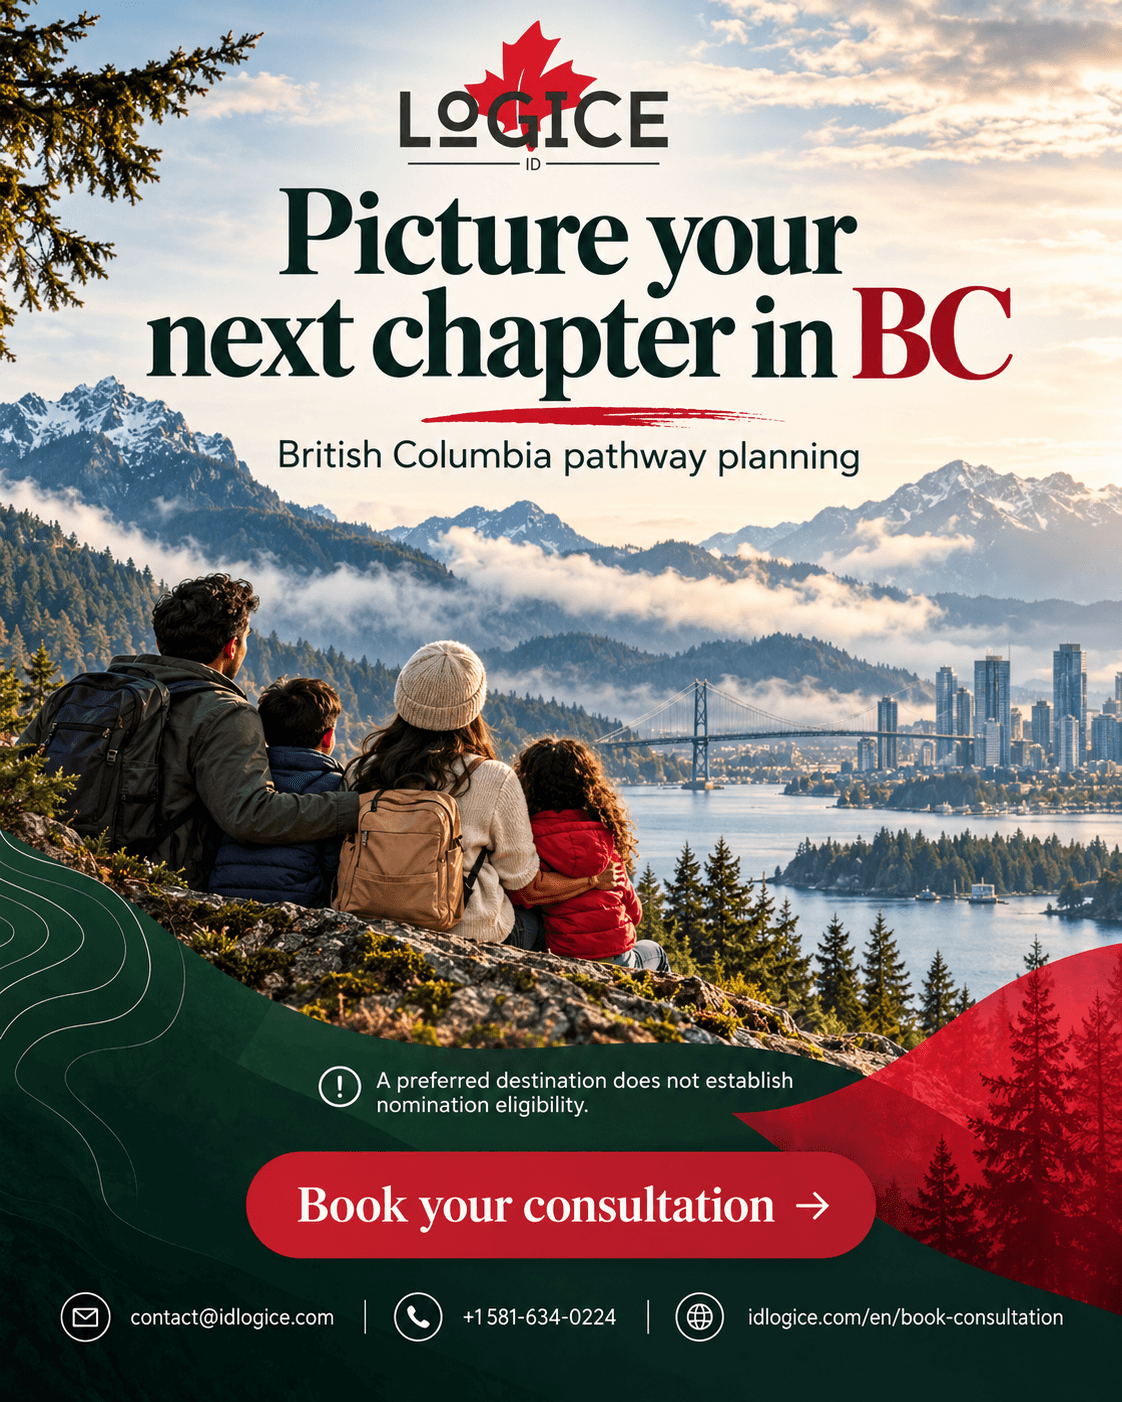 LOGICE
ID
Picture your
next chapter in BC
British Columbia pathway planning
A preferred destination does not establish
nomination eligibility.
Book your consultation →
contact@idlogice.com
+1 581-634-0224
idlogice.com/en/book-consultation